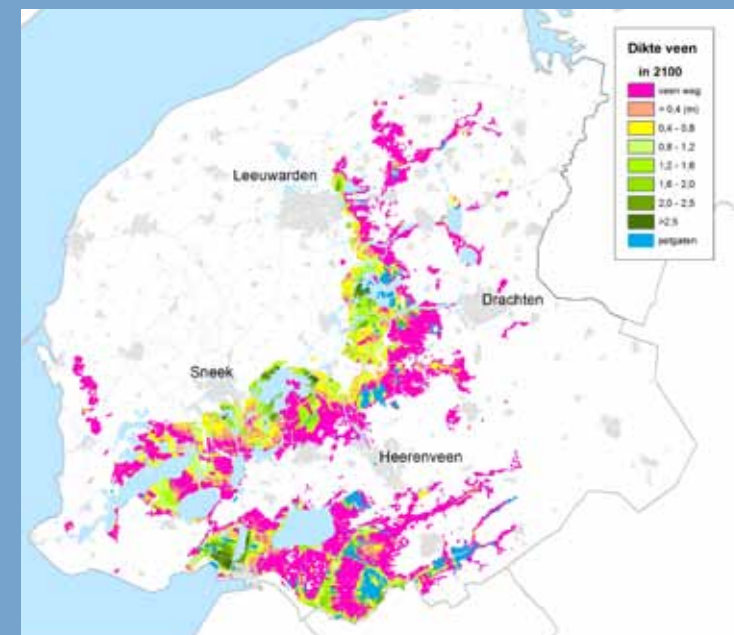 Dikte veen
in 2100
veen weg
< 0,4 (m)
0,4 - 0,8
0,8 - 1,2
1,2 - 1,6
1,6 - 2,0
2,0 - 2,5
>2,5
petgaten
Leeuwarden
Drachten
Sneek
Heerenveen